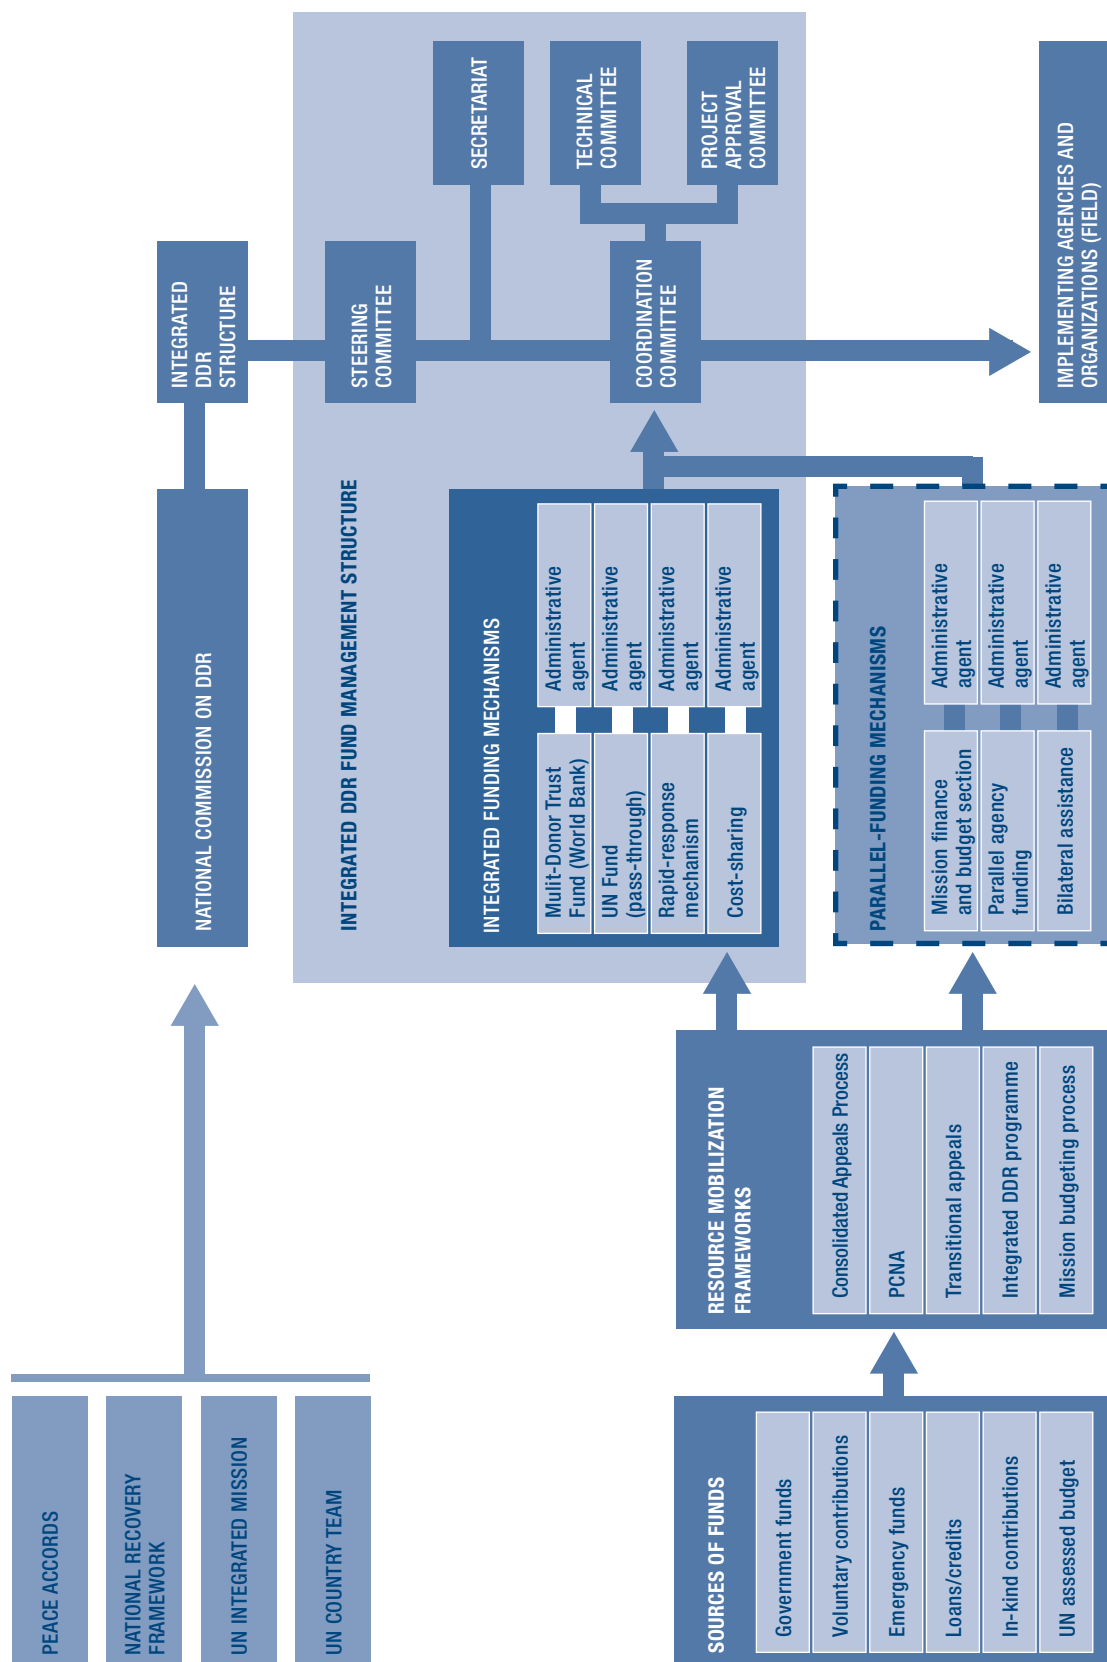 PEACE ACCORDS
NATIONAL RECOVERY
FRAMEWORK
UN INTEGRATED MISSION
UN COUNTRY TEAM
NATIONAL COMMISSION ON DDR
INTEGRATED
DDR
STRUCTURE
INTEGRATED DDR FUND MANAGEMENT STRUCTURE
STEERING
COMMITTEE
SECRETARIAT
COORDINATION
COMMITTEE
TECHNICAL
COMMITTEE
PROJECT
APPROVAL
COMMITTEE
INTEGRATED FUNDING MECHANISMS
Mulit-Donor Trust
Fund (World Bank)
Administrative
agent
UN Fund
(pass-through)
Administrative
agent
Rapid-response
mechanism
Administrative
agent
Cost-sharing
Administrative
agent
SOURCES OF FUNDS
Government funds
Voluntary contributions
Emergency funds
Loans/credits
In-kind contributions
UN assessed budget
RESOURCE MOBILIZATION
FRAMEWORKS
Consolidated Appeals Process
PCNA
Transitional appeals
Integrated DDR programme
Mission budgeting process
PARALLEL-FUNDING MECHANISMS
Mission finance
and budget section
Administrative
agent
Parallel agency
funding
Administrative
agent
Bilateral assistance
Administrative
agent
IMPLEMENTING AGENCIES AND
ORGANIZATIONS (FIELD)